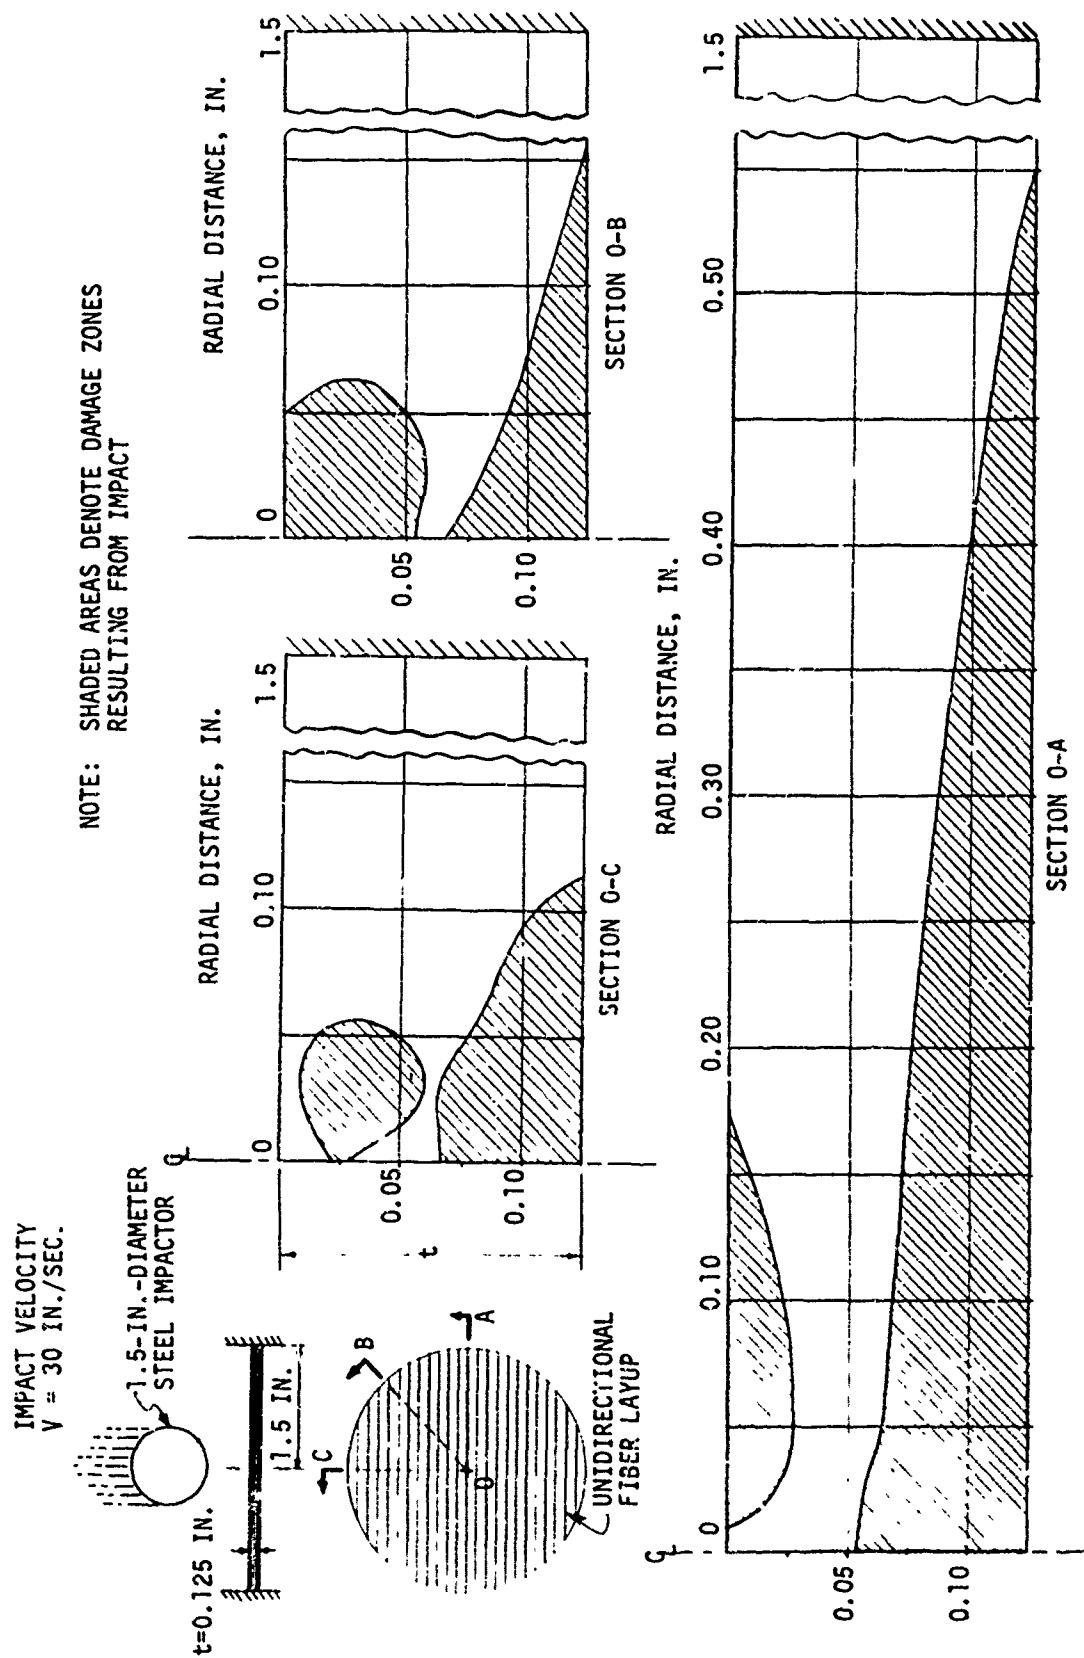 IMPACT VELOCITY
V = 30 IN./SEC.
1.5-IN.-DIAMETER
STEEL IMPACTOR
t=0.125 IN.
1.5 IN.
C
B
A
O
UNIDIRECTIONAL
FIBER LAYUP
NOTE: SHADED AREAS DENOTE DAMAGE ZONES
RESULTING FROM IMPACT
RADIAL DISTANCE, IN.
℄
0
0.10
1.5
0.05
0.10
t
SECTION O-C
RADIAL DISTANCE, IN.
0
0.10
1.5
0.05
0.10
SECTION O-B
RADIAL DISTANCE, IN.
℄
0
0.10
0.20
0.30
0.40
0.50
1.5
0.05
0.10
SECTION O-A